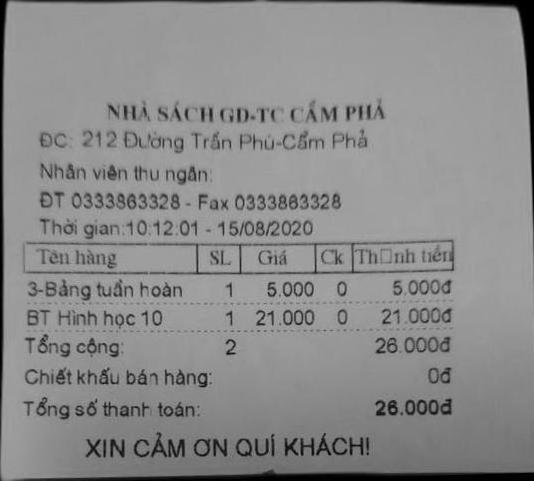 NHÀ SÁCH GD-TC CẨM PHẢ
ĐC: 212 Đường Trần Phú-Cẩm Phả
Nhân viên thu ngân:
ĐT 0333863328 - Fax 0333863328
Thời gian:10:12:01 - 15/08/2020
Tên hàng SL Giá Ck Th□nh tiền
3-Bảng tuần hoàn 1 5.000 0 5.000đ
BT Hình học 10 1 21.000 0 21.000đ
Tổng cộng: 2 26.000đ
Chiết khấu bán hàng: 0đ
Tổng số thanh toán: 26.000đ
XIN CẢM ƠN QUÍ KHÁCH!